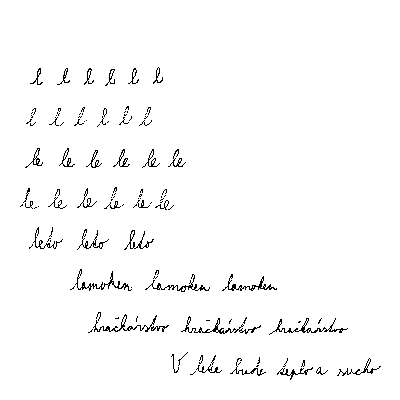 l l l l l l
l l l l l l
le le le le le le
le le le le le le
leto leto leto
lamoken lamoken lamoken
hračkárstvo hračkárstvo hračkárstvo
V lete bude teplo a sucho